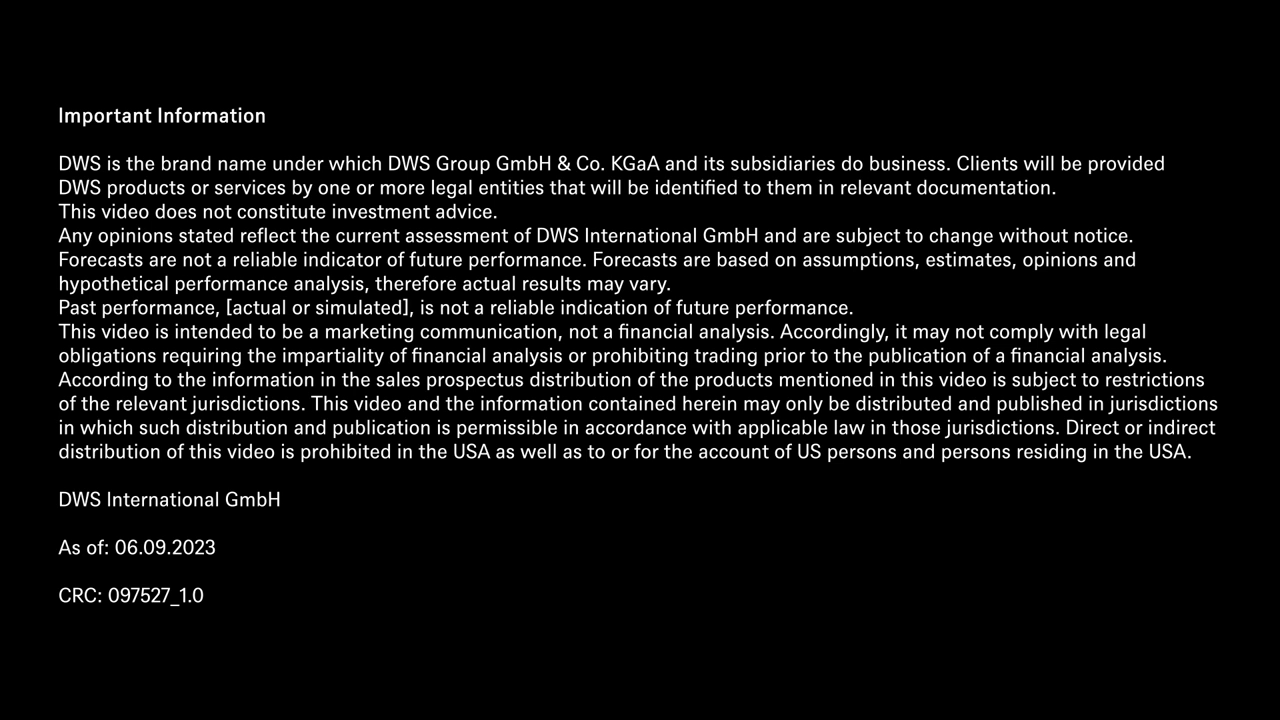 Important Information
DWS is the brand name under which DWS Group GmbH & Co. KGaA and its subsidiaries do business. Clients will be provided
DWS products or services by one or more legal entities that will be identified to them in relevant documentation.
This video does not constitute investment advice.
Any opinions stated reflect the current assessment of DWS International GmbH and are subject to change without notice.
Forecasts are not a reliable indicator of future performance. Forecasts are based on assumptions, estimates, opinions and
hypothetical performance analysis, therefore actual results may vary.
Past performance, [actual or simulated], is not a reliable indication of future performance.
This video is intended to be a marketing communication, not a financial analysis. Accordingly, it may not comply with legal
obligations requiring the impartiality of financial analysis or prohibiting trading prior to the publication of a financial analysis.
According to the information in the sales prospectus distribution of the products mentioned in this video is subject to restrictions
of the relevant jurisdictions. This video and the information contained herein may only be distributed and published in jurisdictions
in which such distribution and publication is permissible in accordance with applicable law in those jurisdictions. Direct or indirect
distribution of this video is prohibited in the USA as well as to or for the account of US persons and persons residing in the USA.
DWS International GmbH
As of: 06.09.2023
CRC: 097527_1.0